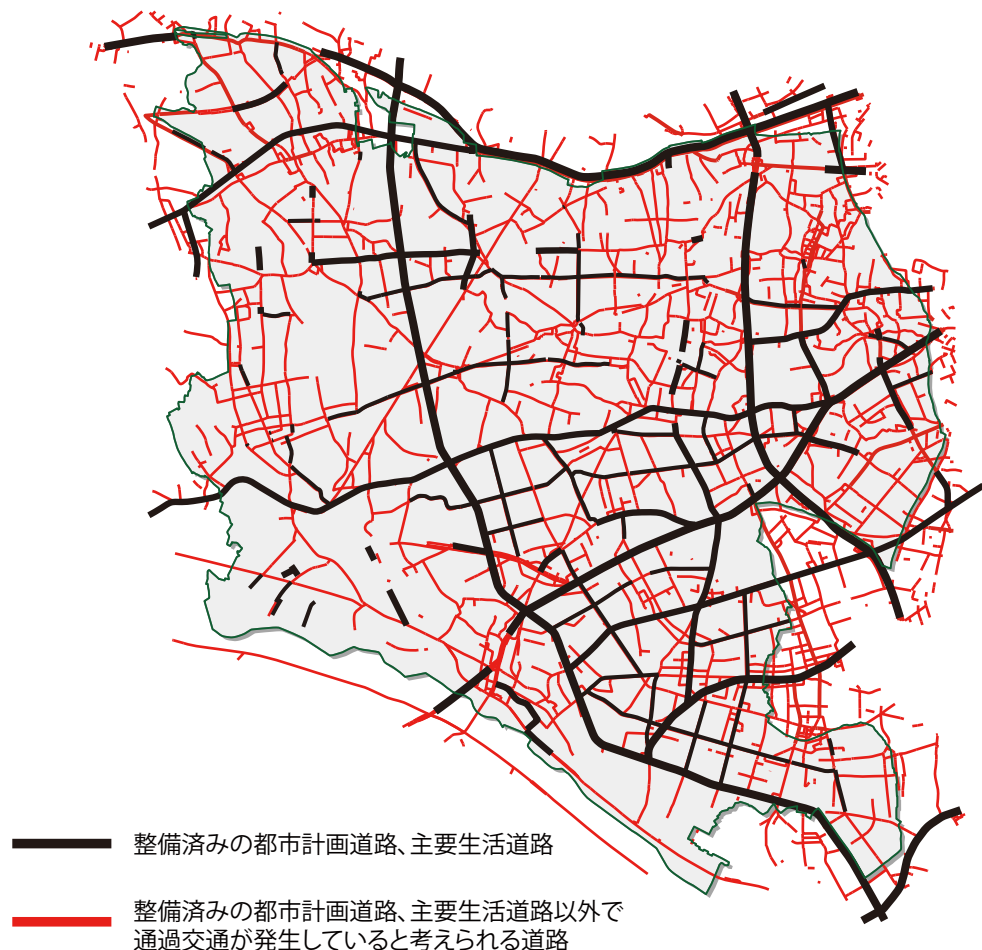 整備済みの都市計画道路、主要生活道路
整備済みの都市計画道路、主要生活道路以外で
通過交通が発生していると考えられる道路